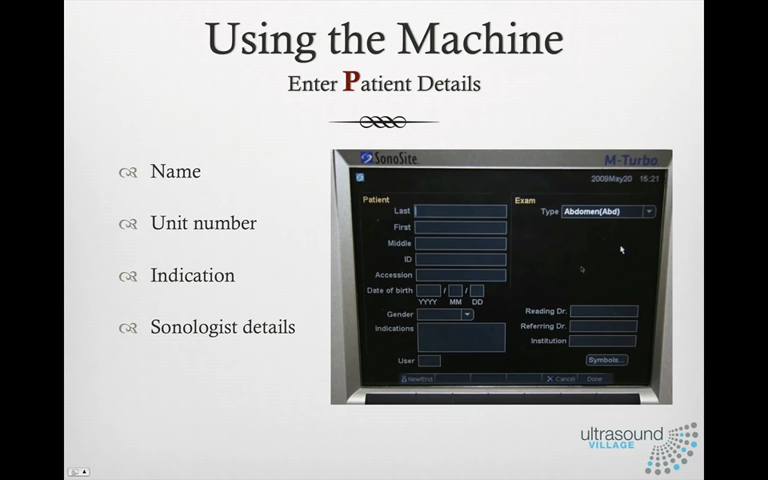 Using the Machine
Enter Patient Details
Name
Unit number
Indication
Sonologist details
SonoSite
M-Turbo
2009May20 15:21
Patient
Exam
Last
Type Abdomen(Abd)
First
Middle
ID
Accession
Date of birth / /
YYYY MM DD
Gender
Reading Dr.
Indications
Referring Dr.
Institution
User
Symbols...
New/End
Cancel
Done
ultrasound
VILLAGE